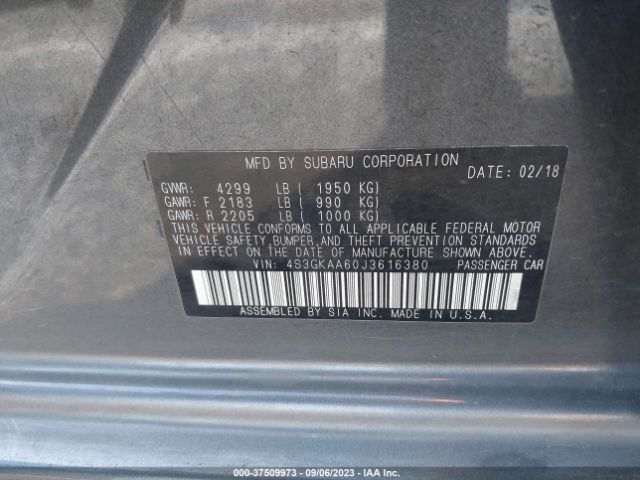 MFD BY SUBARU CORPORATION DATE: 02/18
GVWR: 4299 LB ( 1950 KG)
GAWR: F 2183 LB ( 990 KG)
GAWR: R 2205 LB ( 1000 KG)
THIS VEHICLE CONFORMS TO ALL APPLICABLE FEDERAL MOTOR
VEHICLE SAFETY,BUMPER,AND THEFT PREVENTION STANDARDS
IN EFFECT ON THE DATE OF MANUFACTURE SHOWN ABOVE.
VIN: 4S3GKAA60J3616380 PASSENGER CAR
ASSEMBLED BY SIA INC. MADE IN U.S.A.
000-37509973 - 09/06/2023 - IAA Inc.